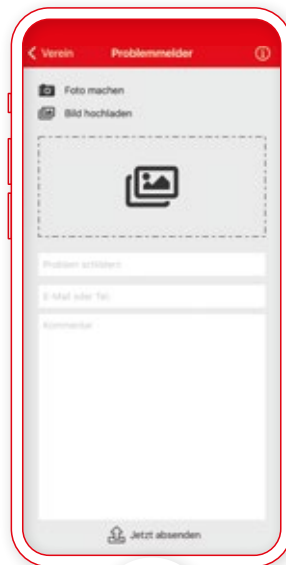 Verein Problemmelder
Foto machen
Bild hochladen
Problem schildern
E-Mail oder Tel.
Kommentar
Jetzt absenden